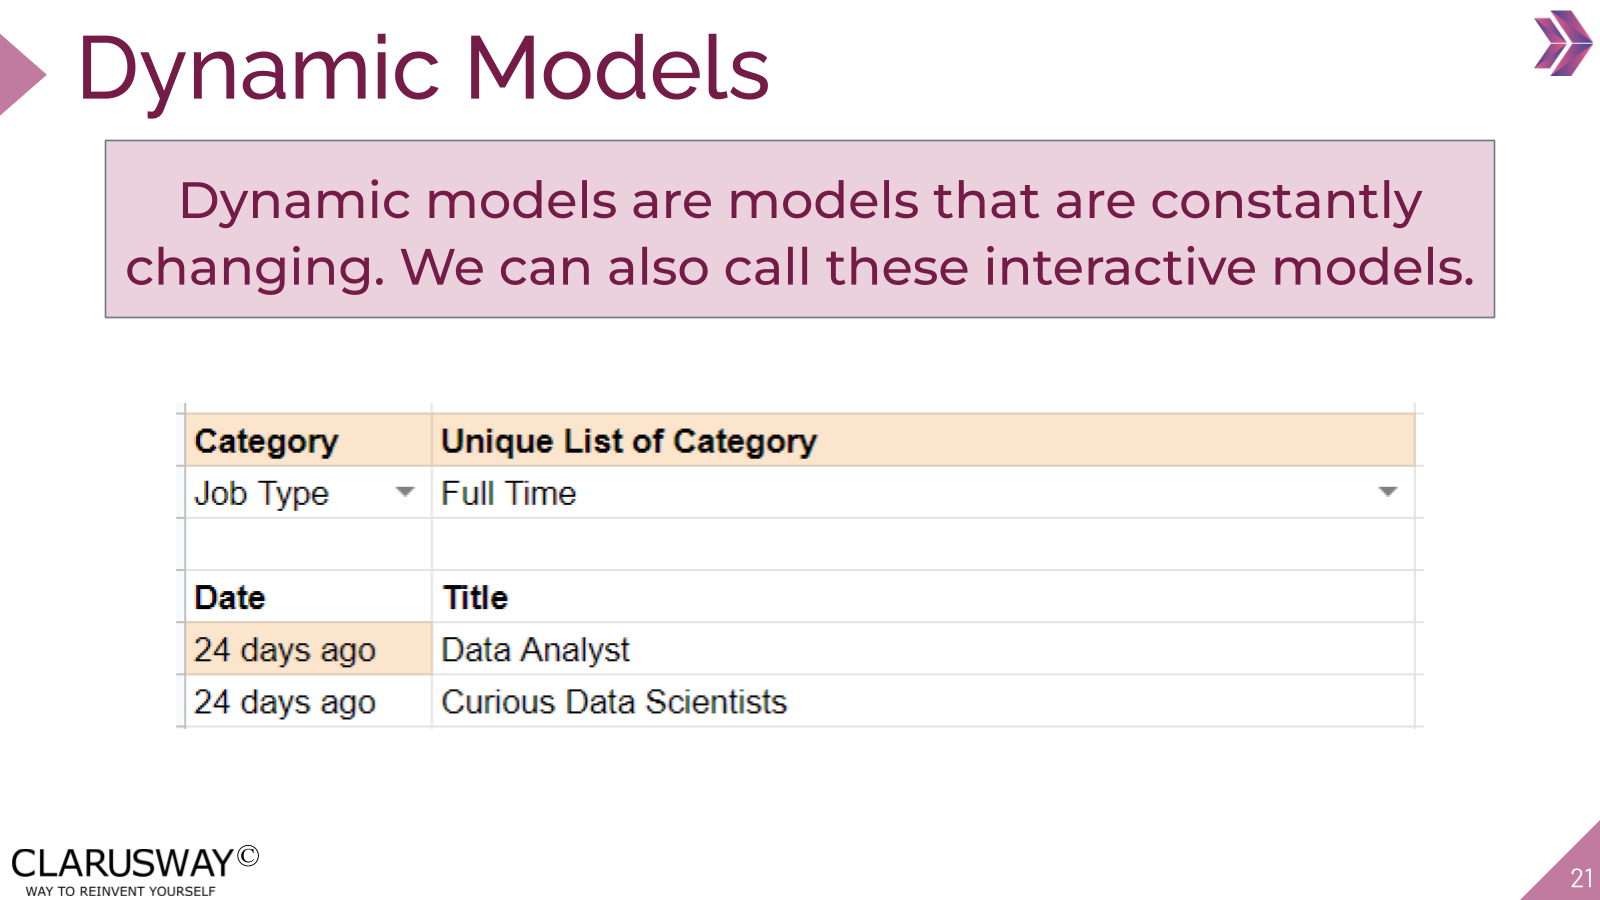 Dynamic Models
Dynamic models are models that are constantly
changing. We can also call these interactive models.
Category Unique List of Category
Job Type Full Time
Date Title
24 days ago Data Analyst
24 days ago Curious Data Scientists
CLARUSWAY©
WAY TO REINVENT YOURSELF
21